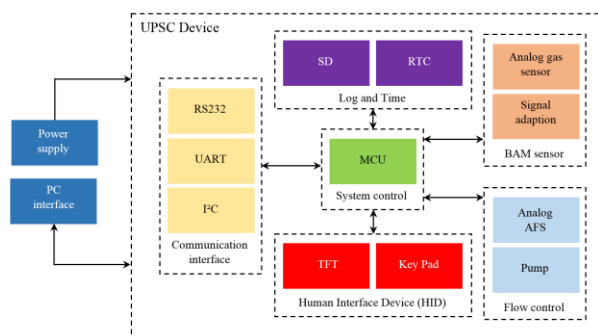 UPSC Device
SD
RTC
Log and Time
Analog gas
sensor
Signal
adaption
BAM sensor
RS232
UART
I²C
Communication
interface
Power
supply
PC
interface
MCU
System control
TFT
Key Pad
Human Interface Device (HID)
Analog
AFS
Pump
Flow control